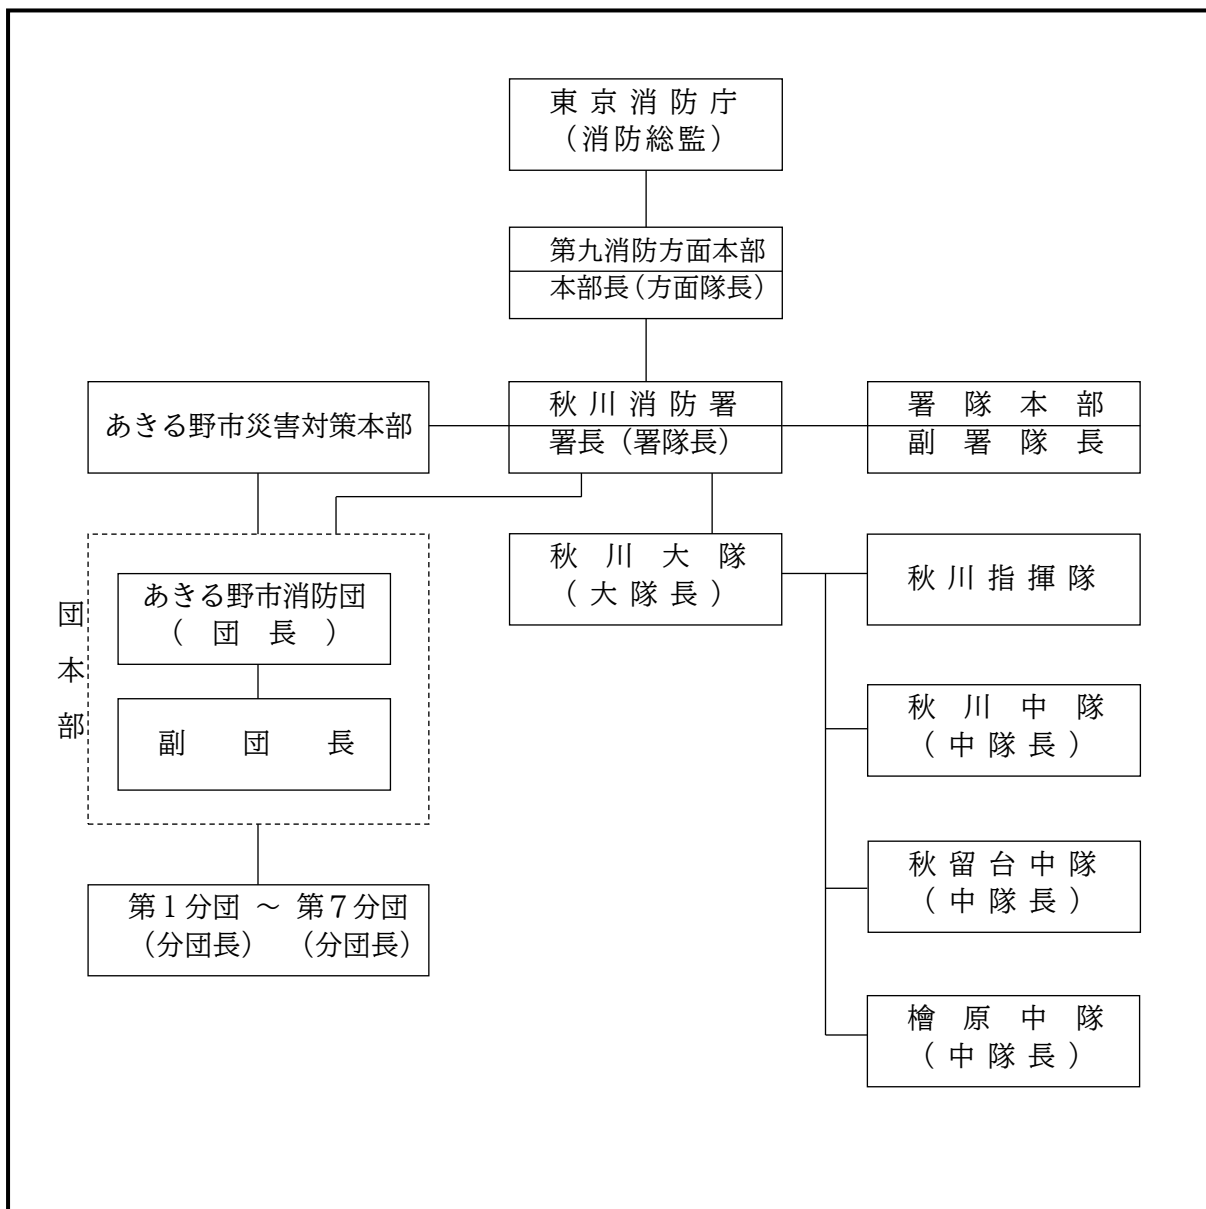 東京消防庁
（消防総監）
第九消防方面本部
本部長（方面隊長）
あきる野市災害対策本部
秋川消防署
署長（署隊長）
署隊本部
副署隊長
団本部
あきる野市消防団
（団長）
副団長
第１分団 ～ 第７分団
（分団長） （分団長）
秋川大隊
（大隊長）
秋川指揮隊
秋川中隊
（中隊長）
秋留台中隊
（中隊長）
檜原中隊
（中隊長）